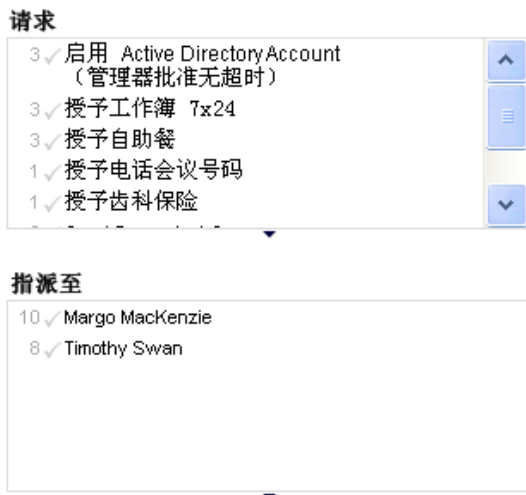 请求
3 启用 Active DirectoryAccount
（管理器批准无超时）
3 授予工作簿 7x24
3 授予自助餐
1 授予电话会议号码
1 授予齿科保险
指派至
10 Margo MacKenzie
8 Timothy Swan